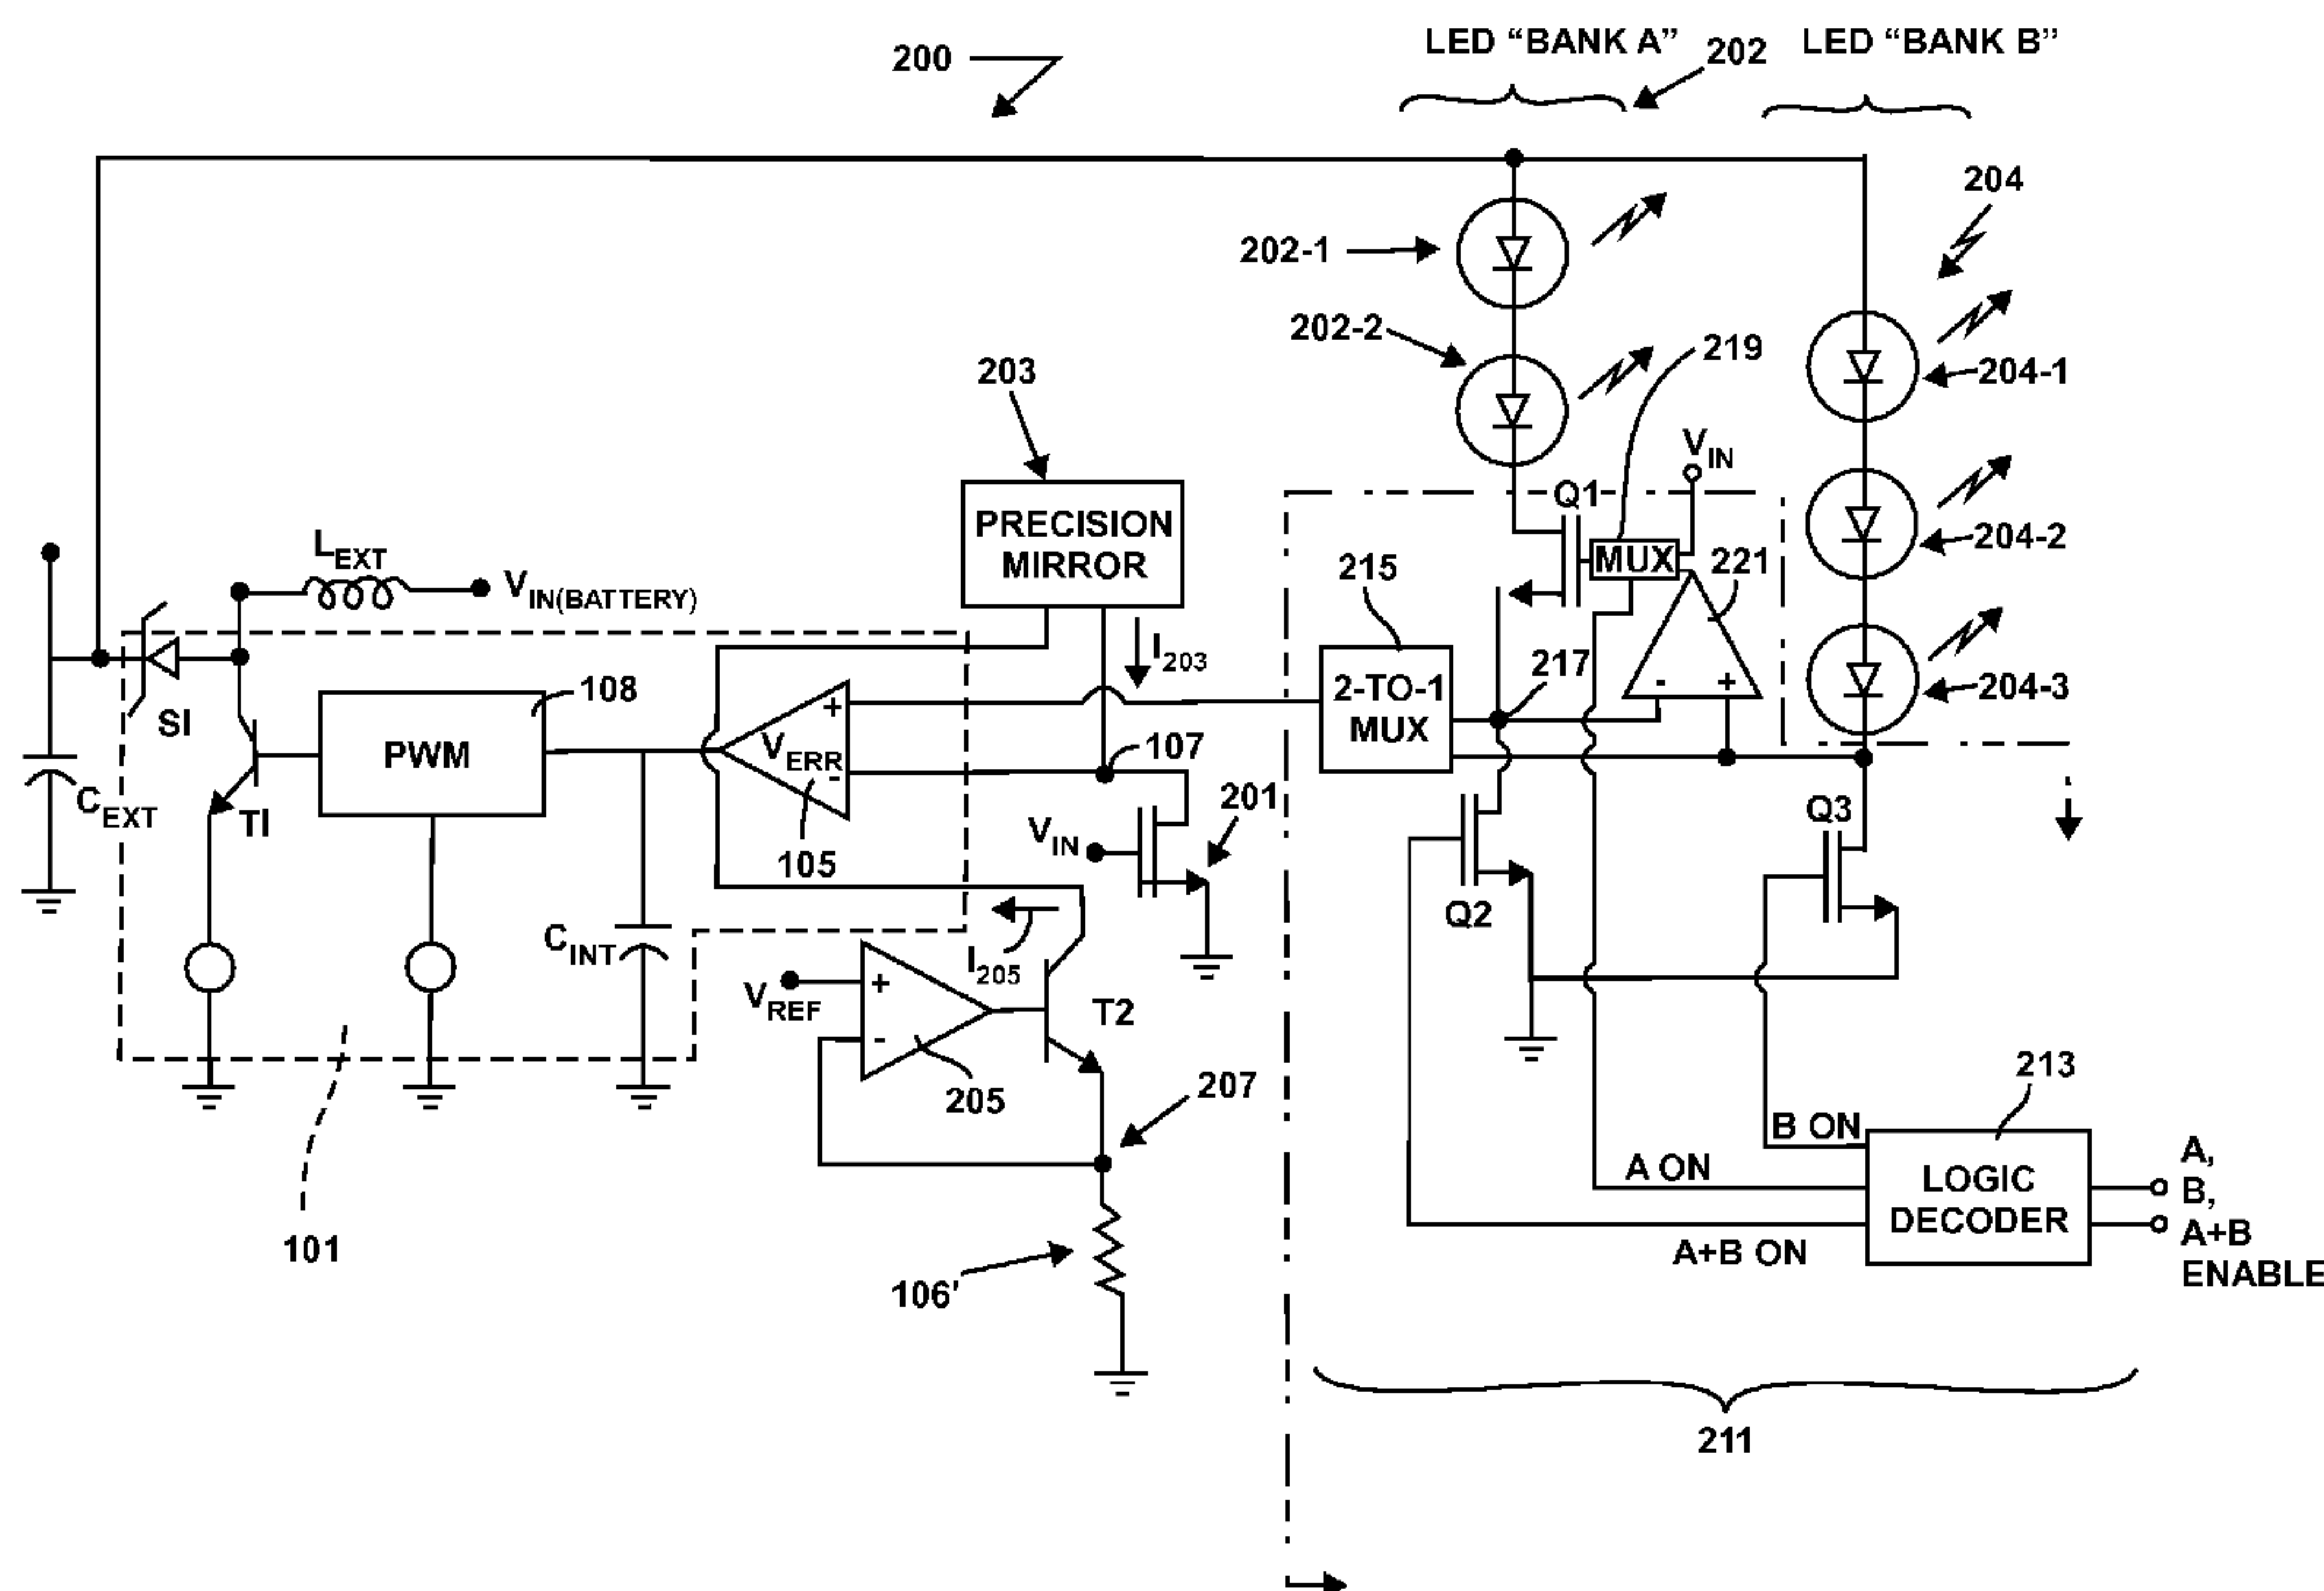 LED “BANK A”
202
LED “BANK B”
200
204
202-1
202-2
219
204-1
203
V_IN
Q1
PRECISION
MIRROR
204-2
L_EXT
V_IN(BATTERY)
MUX
221
215
I_203
217
2-TO-1
MUX
- +
204-3
108
SI
PWM
+
V_ERR
-
107
C_EXT
TI
105
V_IN
201
Q3
Q2
C_INT
I_205
V_REF
+
-
T2
205
207
213
B ON
A ON
A+B ON
LOGIC
DECODER
A,
B,
A+B
ENABLE
101
106'
211